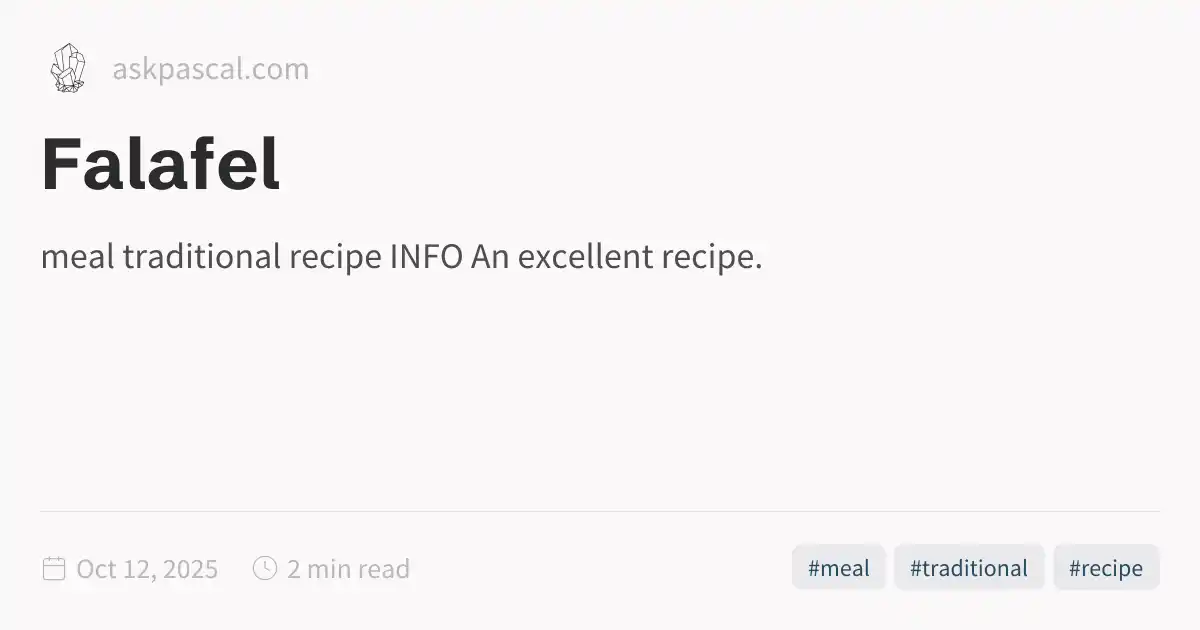 askpascal.com
Falafel
meal traditional recipe INFO An excellent recipe.
Oct 12, 2025 2 min read #meal #traditional #recipe